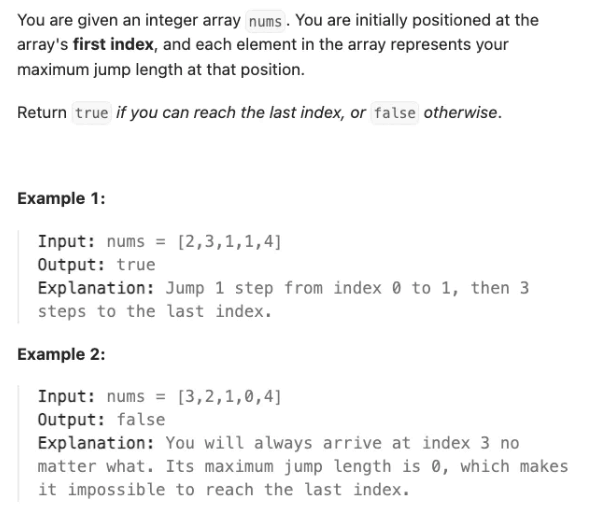 You are given an integer array nums. You are initially positioned at the
array's first index, and each element in the array represents your
maximum jump length at that position.
Return true if you can reach the last index, or false otherwise.
Example 1:
Input: nums = [2,3,1,1,4]
Output: true
Explanation: Jump 1 step from index 0 to 1, then 3
steps to the last index.
Example 2:
Input: nums = [3,2,1,0,4]
Output: false
Explanation: You will always arrive at index 3 no
matter what. Its maximum jump length is 0, which makes
it impossible to reach the last index.